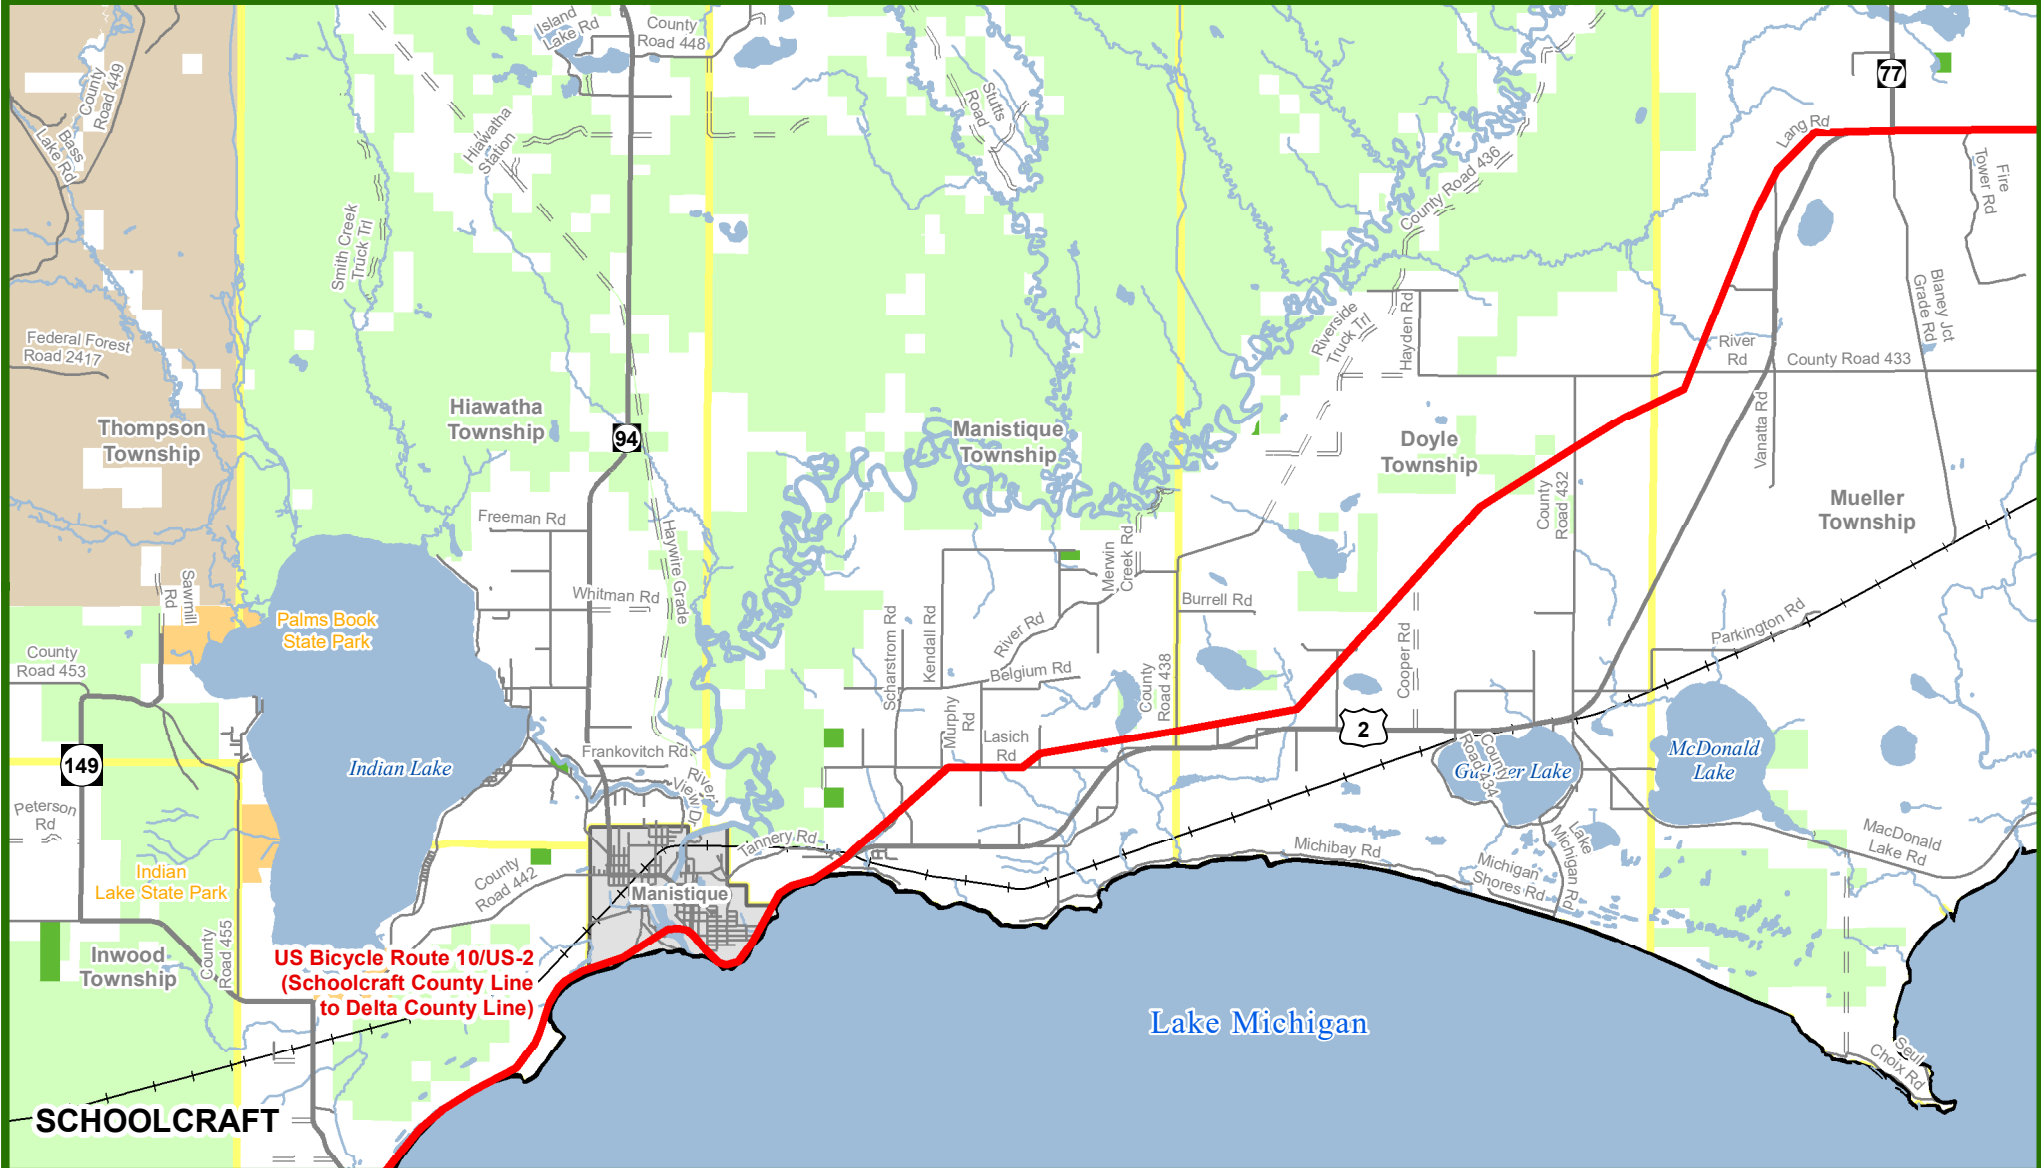 Island
Lake Rd
County
Road 448
77
County
Road 449
Bass
Lake Rd
Hiawatha
Station
Stutts
Road
County Road 436
Lang Rd
Fire
Tower Rd
Smith Creek
Truck Trl
Federal Forest
Road 2417
Riverside
Truck Trl
Hayden Rd
River
Rd
County Road 433
Blaney Jct
Grade Rd
Thompson
Township
Hiawatha
Township
94
Manistique
Township
Doyle
Township
Vanatta Rd
Mueller
Township
Freeman Rd
Haywire Grade
Whitman Rd
Merwin
Creek Rd
County
Road 432
Sawmill
Rd
Palms Book
State Park
County
Road 453
Scharstrom Rd
Kendall Rd
River Rd
Belgium Rd
Burrell Rd
Cooper Rd
Parkington Rd
County
Road 438
Murphy
Rd
Lasich
Rd
2
149
Indian Lake
Frankovitch Rd
River
View Dr
County
Road 434
Gulliver Lake
McDonald
Lake
Peterson
Rd
Tannery Rd
Michibay Rd
Lake
Michigan Rd
Michigan
Shores Rd
MacDonald
Lake Rd
Indian
Lake State Park
County
Road 442
Manistique
Inwood
Township
County
Road 455
US Bicycle Route 10/US-2
(Schoolcraft County Line
to Delta County Line)
Lake Michigan
Seul
Choix Rd
SCHOOLCRAFT